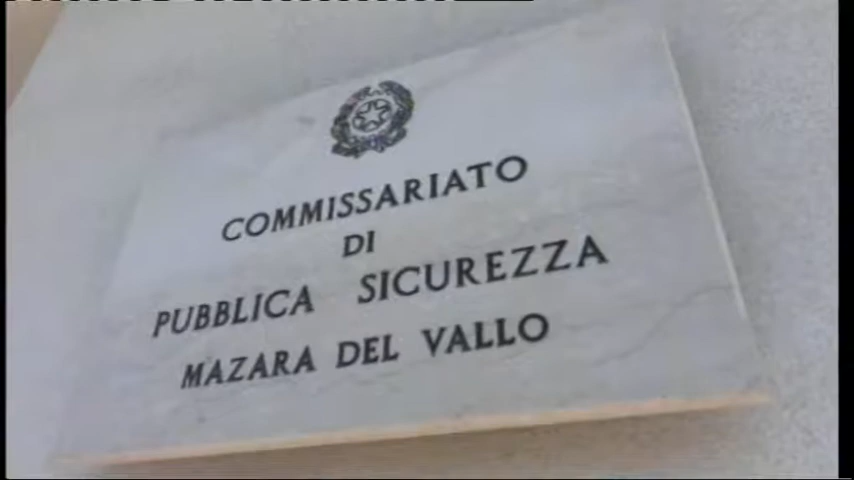 COMMISSARIATO
DI
PUBBLICA SICUREZZA
MAZARA DEL VALLO